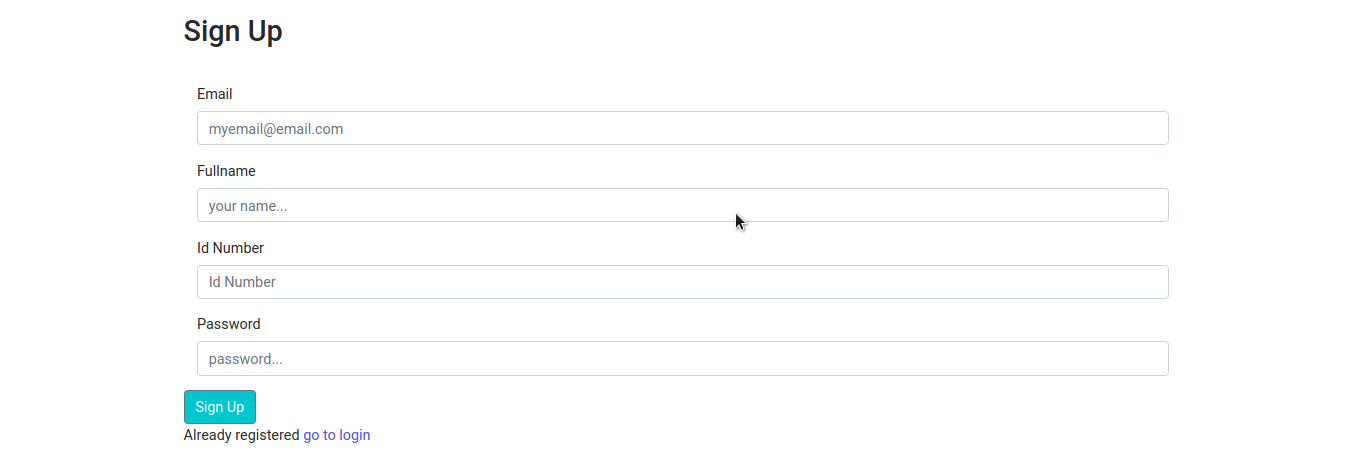 Sign Up
Email
myemail@email.com
Fullname
your name...
Id Number
Id Number
Password
password...
Sign Up
Already registered go to login